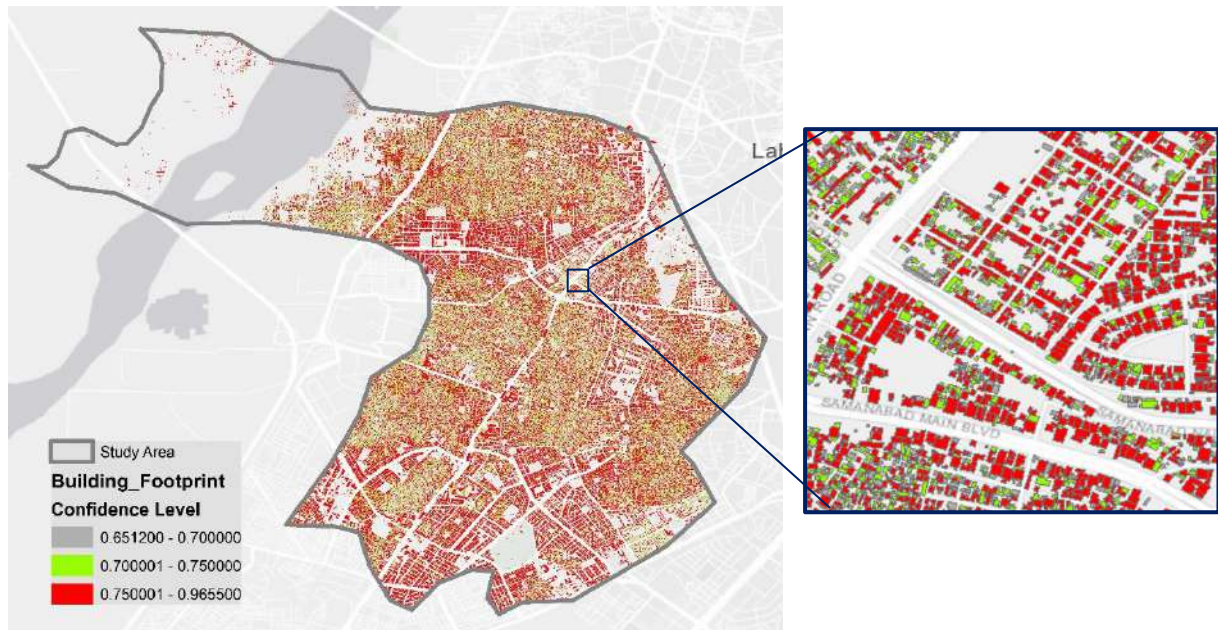 Lal
Study Area
Building_Footprint
Confidence Level
0.651200 - 0.700000
0.700001 - 0.750000
0.750001 - 0.965500
ROAD
SAMANABAD MAIN BLVD
SAMANABAD